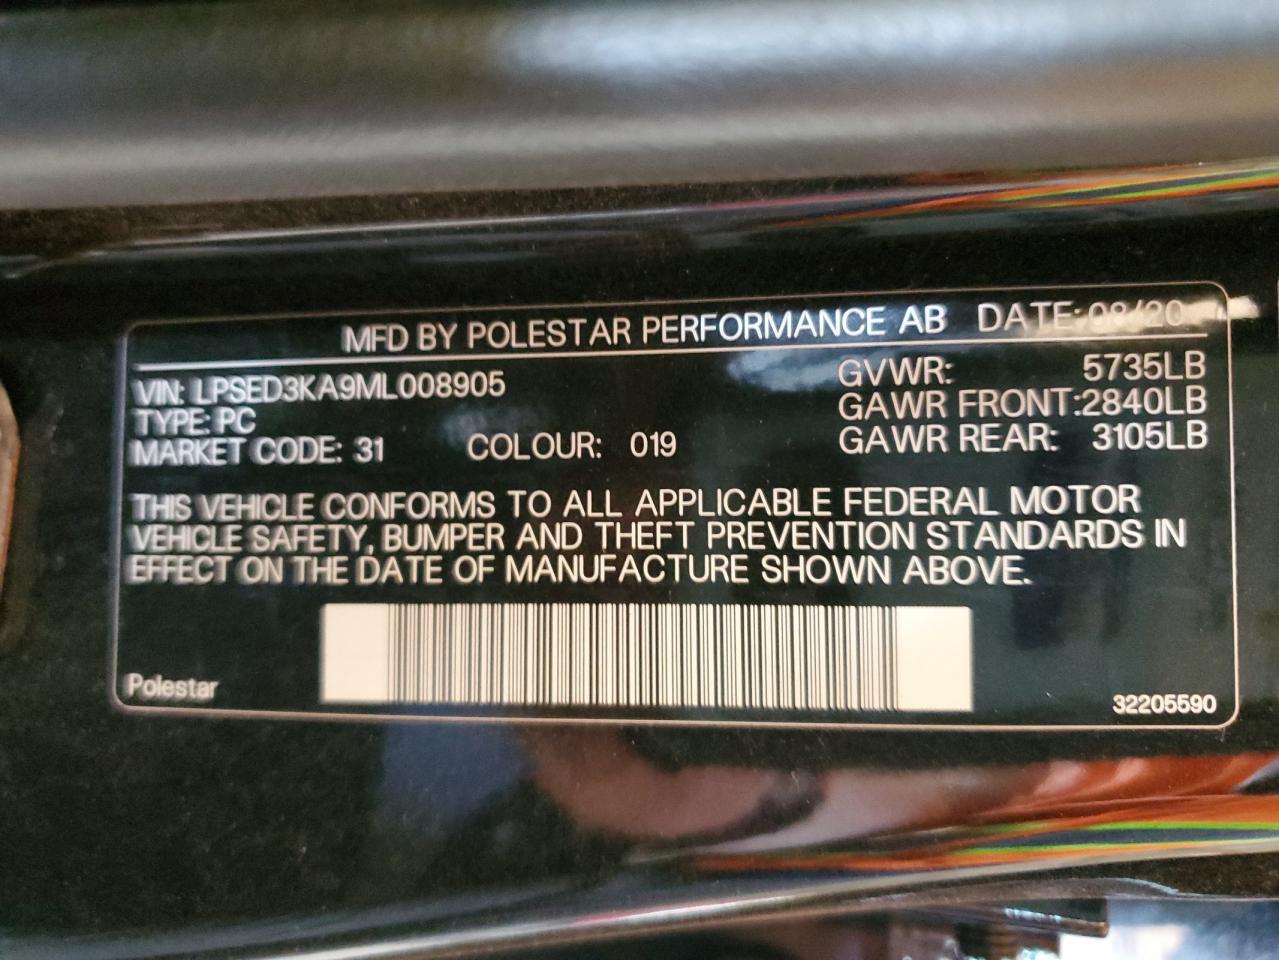 MFD BY POLESTAR PERFORMANCE AB DATE: 08/20
VIN: LPSED3KA9ML008905 GVWR: 5735LB
TYPE: PC GAWR FRONT:2840LB
MARKET CODE: 31 COLOUR: 019 GAWR REAR: 3105LB
THIS VEHICLE CONFORMS TO ALL APPLICABLE FEDERAL MOTOR
VEHICLE SAFETY, BUMPER AND THEFT PREVENTION STANDARDS IN
EFFECT ON THE DATE OF MANUFACTURE SHOWN ABOVE.
Polestar 32205590